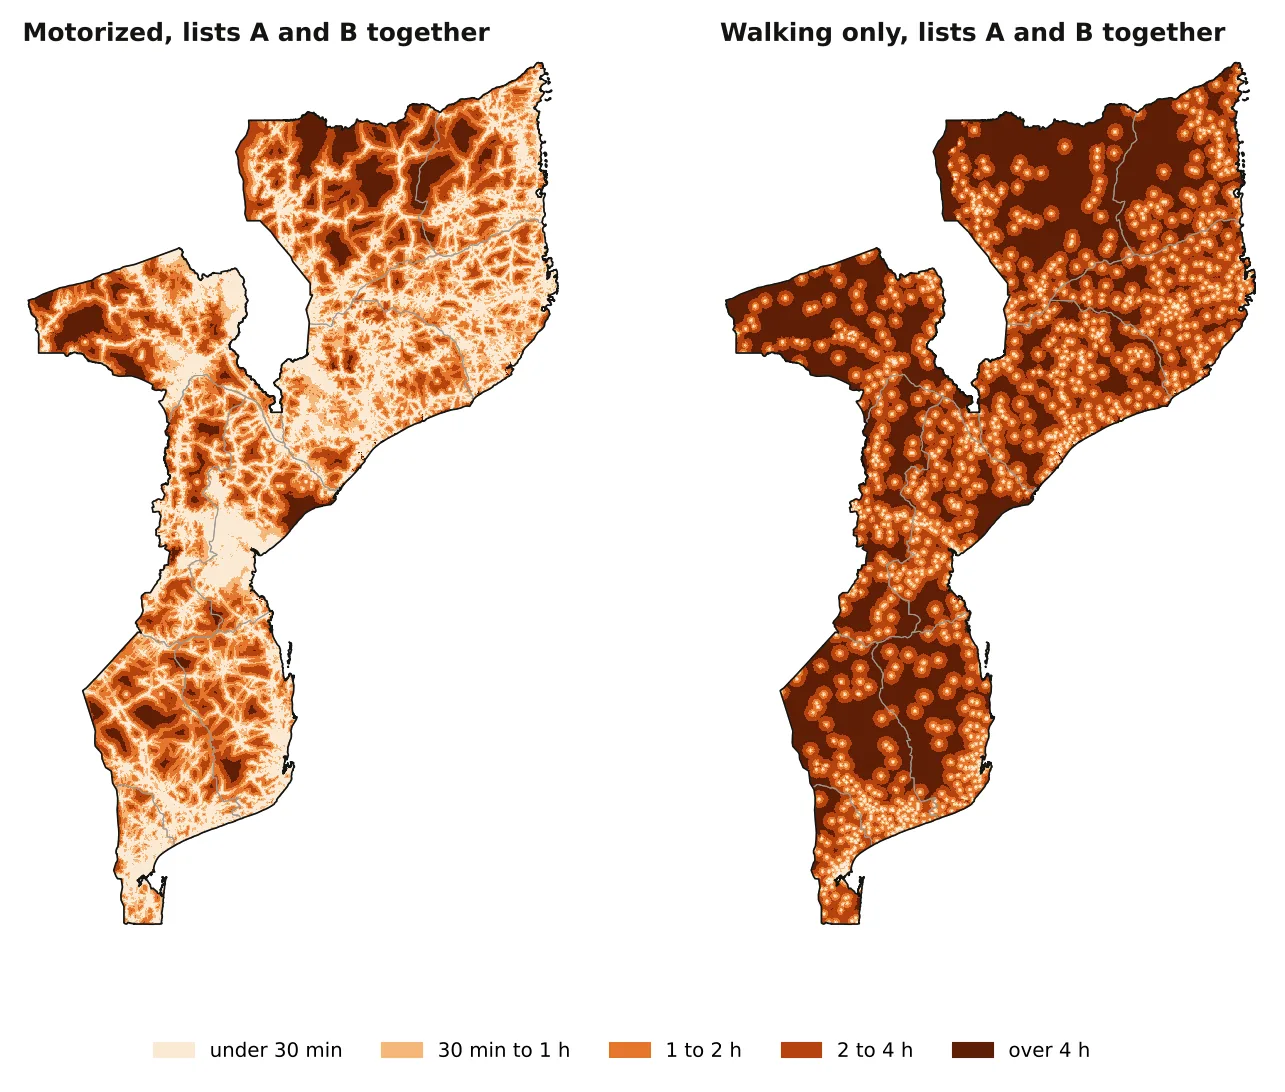 Motorized, lists A and B together
Walking only, lists A and B together
under 30 min
30 min to 1 h
1 to 2 h
2 to 4 h
over 4 h